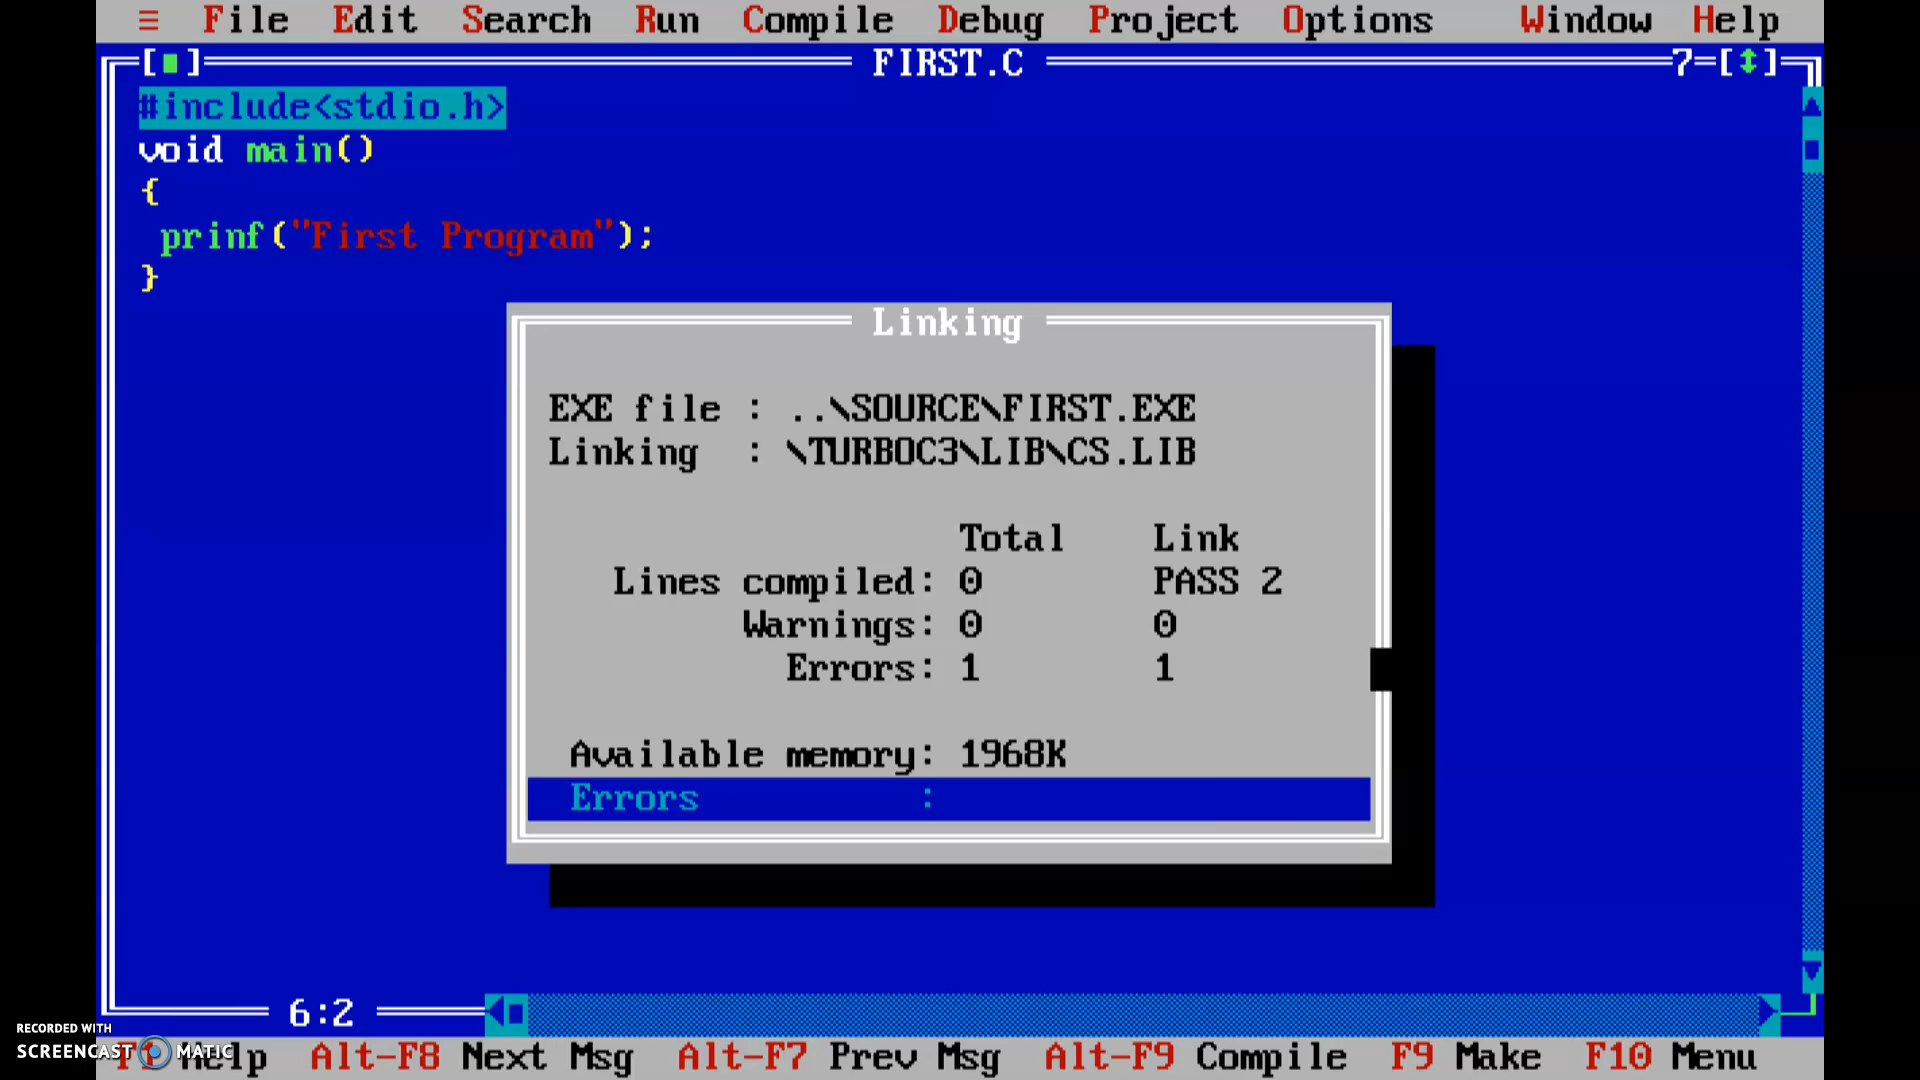 ≡ File Edit Search Run Compile Debug Project Options Window Help
[■] FIRST.C 7=[↕]
#include<stdio.h>
void main()
{
prinf("First Program");
}
Linking
EXE file : ..\SOURCE\FIRST.EXE
Linking : \TURBOC3\LIB\CS.LIB
Total Link
Lines compiled: 0 PASS 2
Warnings: 0 0
Errors: 1 1
Available memory: 1968K
Errors :
6:2
RECORDED WITH
SCREENCAST MATIC
F1 Help Alt-F8 Next Msg Alt-F7 Prev Msg Alt-F9 Compile F9 Make F10 Menu